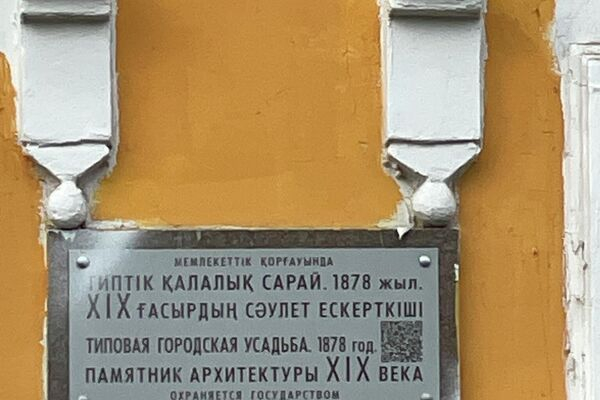 МЕМЛЕКЕТТІК ҚОРҒАУЫНДА
ТИПТІК ҚАЛАЛЫҚ САРАЙ. 1878 жыл.
XIX ҒАСЫРДЫҢ СӘУЛЕТ ЕСКЕРТКІШІ
ТИПОВАЯ ГОРОДСКАЯ УСАДЬБА. 1878 год.
ПАМЯТНИК АРХИТЕКТУРЫ XIX ВЕКА
ОХРАНЯЕТСЯ ГОСУДАРСТВОМ